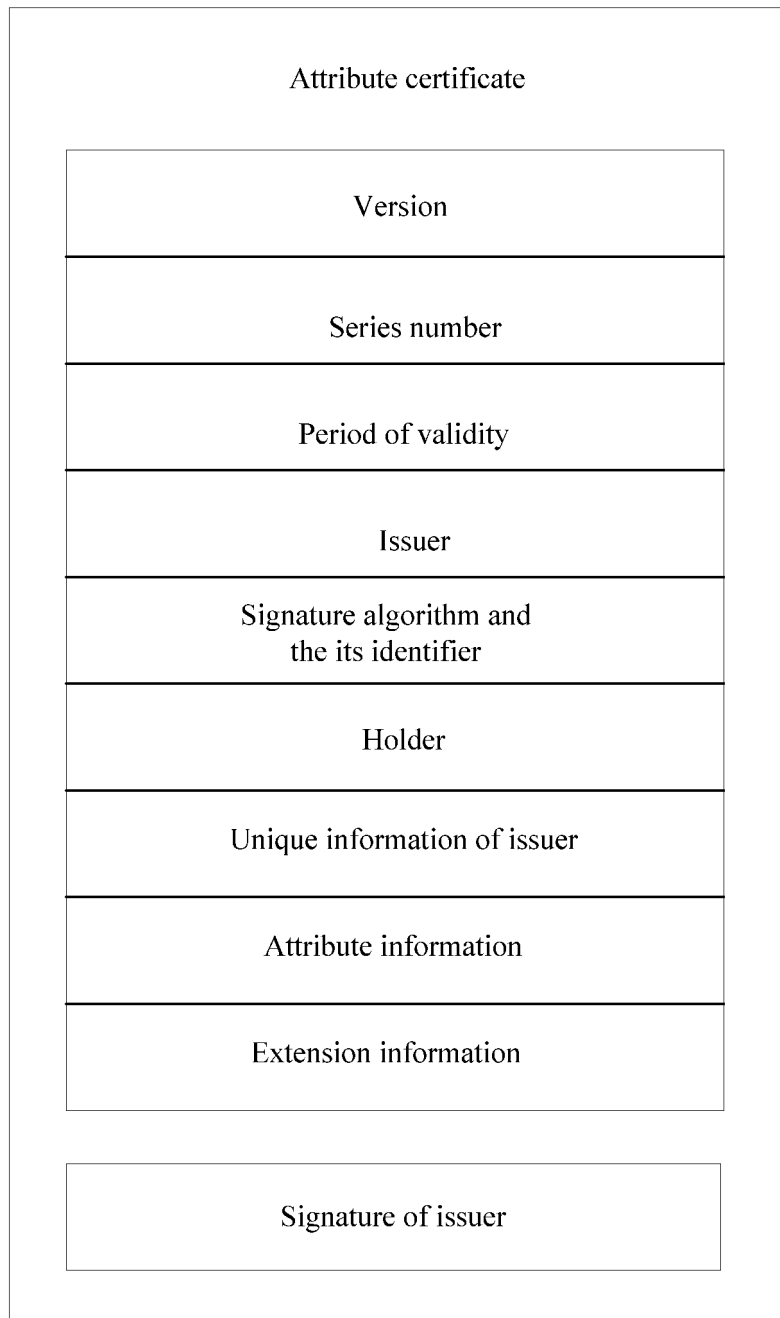 Attribute certificate
Version
Series number
Period of validity
Issuer
Signature algorithm and
the its identifier
Holder
Unique information of issuer
Attribute information
Extension information
Signature of issuer